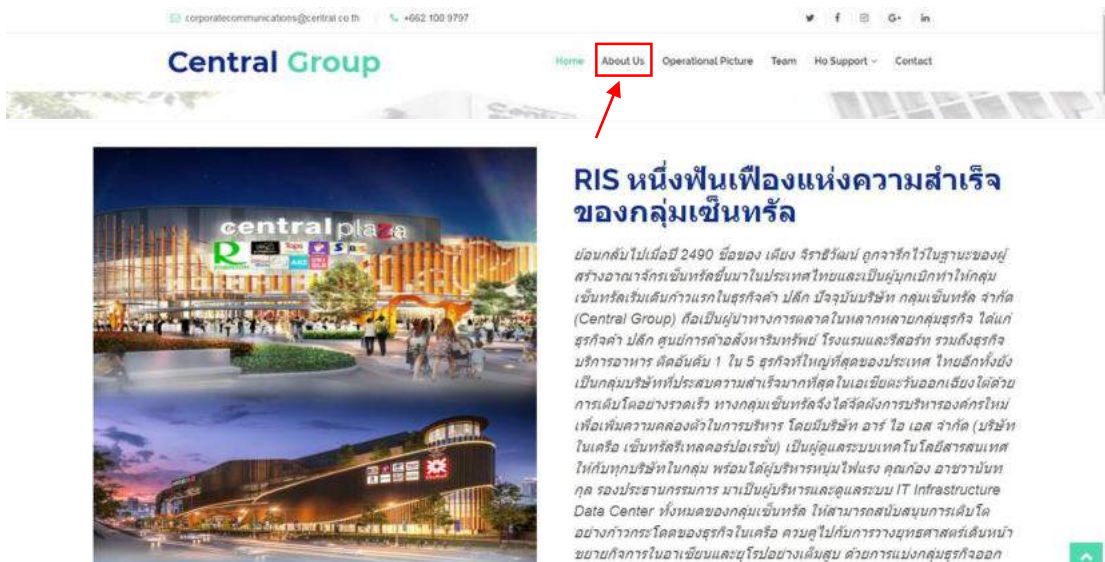 corporatecommunications@central.co.th
+662 100 9797
G+
in
Central Group
Home
About Us
Operational Picture
Team
Ho Support
Contact
central plaza
Tops
RIS หนึ่งฟันเฟืองแห่งความสำเร็จ
ของกลุ่มเซ็นทรัล
ย้อนกลับไปเมื่อปี 2490 ชื่อของ เตียง จิราธิวัฒน์ ถูกจารึกไว้ในฐานะของผู้
สร้างอาณาจักรเซ็นทรัลขึ้นมาในประเทศไทยและเป็นผู้บุกเบิกทำให้กลุ่ม
เซ็นทรัลเริ่มเดินก้าวแรกในธุรกิจค้า ปลีก ปัจจุบันบริษัท กลุ่มเซ็นทรัล จำกัด
(Central Group) ถือเป็นผู้นำทางการตลาดในหลากหลายกลุ่มธุรกิจ ได้แก่
ธุรกิจค้า ปลีก ศูนย์การค้าอสังหาริมทรัพย์ โรงแรมและรีสอร์ท รวมถึงธุรกิจ
บริการอาหาร ติดอันดับ 1 ใน 5 ธุรกิจที่ใหญ่ที่สุดของประเทศ ไทยอีกทั้งยัง
เป็นกลุ่มบริษัทที่ประสบความสำเร็จมากที่สุดในเอเชียตะวันออกเฉียงใต้ด้วย
การเติบโตอย่างรวดเร็ว ทางกลุ่มเซ็นทรัลจึงได้จัดผังการบริหารองค์กรใหม่
เพื่อเพิ่มความคล่องตัวในการบริหาร โดยมีบริษัท อาร์ ไอ เอส จำกัด (บริษัท
ในเครือ เซ็นทรัลรีเทลคอร์ปอเรชั่น) เป็นผู้ดูแลระบบเทคโนโลยีสารสนเทศ
ให้กับทุกบริษัทในกลุ่ม พร้อมได้ผู้บริหารหนุ่มไฟแรง คุณก้อง อาชวานันท
กุล รองประธานกรรมการ มาเป็นผู้บริหารและดูแลระบบ IT Infrastructure
Data Center ทั้งหมดของกลุ่มเซ็นทรัล ให้สามารถสนับสนุนการเติบโต
อย่างก้าวกระโดดของธุรกิจในเครือ ควบคู่ไปกับการวางยุทธศาสตร์เดินหน้า
ขยายกิจการในอาเซียนและยุโรปอย่างเต็มสูบ ด้วยการแบ่งกลุ่มธุรกิจออก